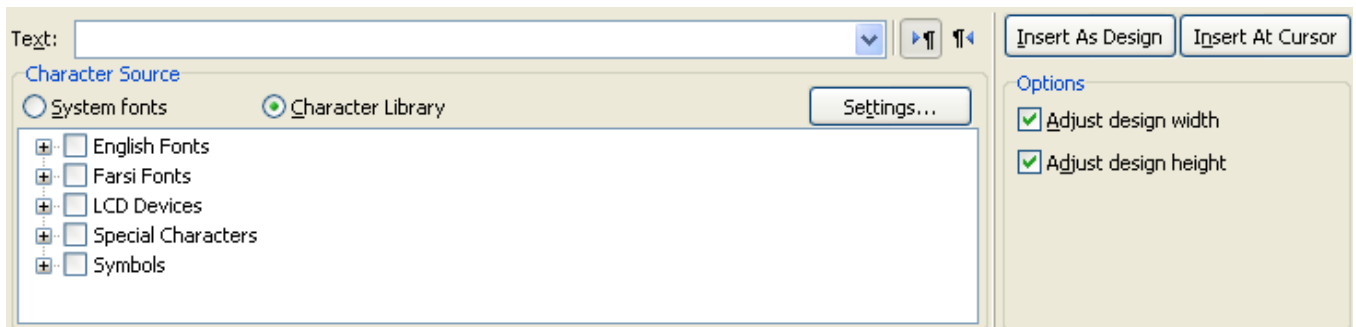 Text:
Insert As Design
Insert At Cursor
Character Source
System fonts
Character Library
Settings...
English Fonts
Farsi Fonts
LCD Devices
Special Characters
Symbols
Options
Adjust design width
Adjust design height